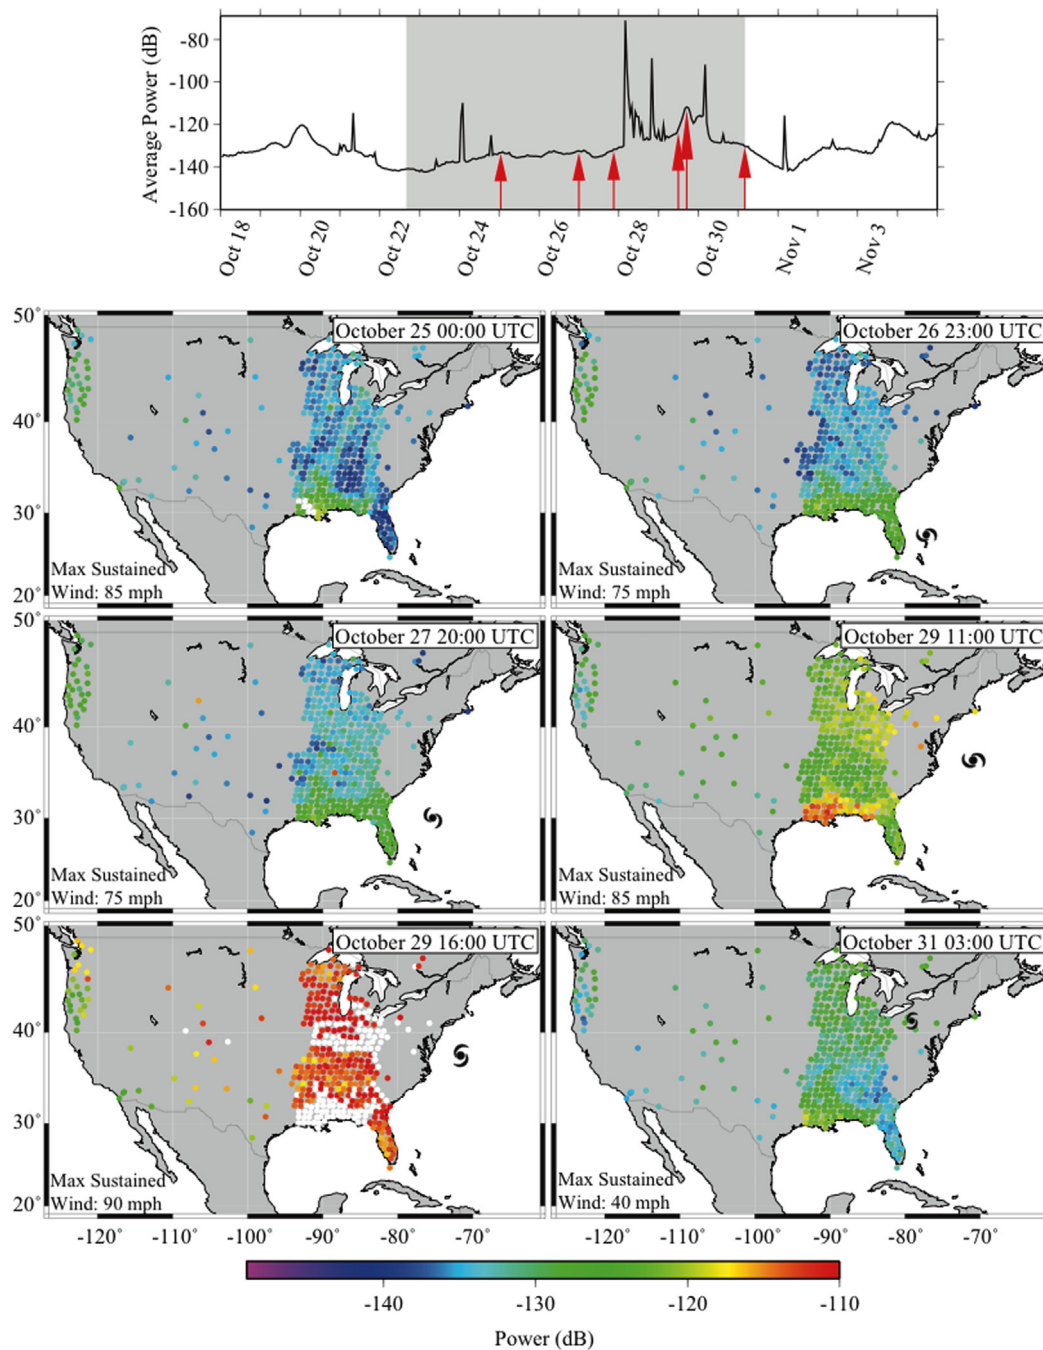 Average Power (dB)
-80
-100
-120
-140
-160
Oct 18
Oct 20
Oct 22
Oct 24
Oct 26
Oct 28
Oct 30
Nov 1
Nov 3
50°
40°
30°
20°
October 25 00:00 UTC
Max Sustained
Wind: 85 mph
October 26 23:00 UTC
Max Sustained
Wind: 75 mph
50°
40°
30°
20°
October 27 20:00 UTC
Max Sustained
Wind: 75 mph
October 29 11:00 UTC
Max Sustained
Wind: 85 mph
50°
40°
30°
20°
October 29 16:00 UTC
Max Sustained
Wind: 90 mph
October 31 03:00 UTC
Max Sustained
Wind: 40 mph
-120° -110° -100° -90° -80° -70°
-120° -110° -100° -90° -80° -70°
-140 -130 -120 -110
Power (dB)